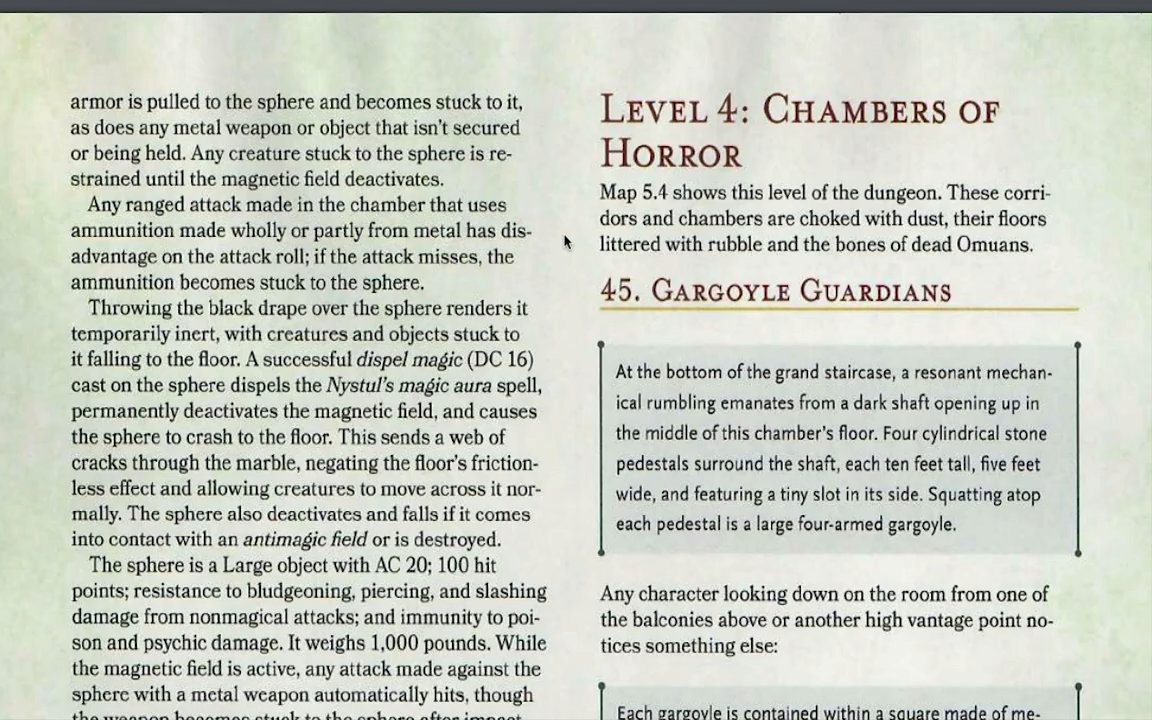 armor is pulled to the sphere and becomes stuck to it,
as does any metal weapon or object that isn't secured
or being held. Any creature stuck to the sphere is re-
strained until the magnetic field deactivates.
Any ranged attack made in the chamber that uses
ammunition made wholly or partly from metal has dis-
advantage on the attack roll; if the attack misses, the
ammunition becomes stuck to the sphere.
Throwing the black drape over the sphere renders it
temporarily inert, with creatures and objects stuck to
it falling to the floor. A successful dispel magic (DC 16)
cast on the sphere dispels the Nystul's magic aura spell,
permanently deactivates the magnetic field, and causes
the sphere to crash to the floor. This sends a web of
cracks through the marble, negating the floor's friction-
less effect and allowing creatures to move across it nor-
mally. The sphere also deactivates and falls if it comes
into contact with an antimagic field or is destroyed.
The sphere is a Large object with AC 20; 100 hit
points; resistance to bludgeoning, piercing, and slashing
damage from nonmagical attacks; and immunity to poi-
son and psychic damage. It weighs 1,000 pounds. While
the magnetic field is active, any attack made against the
sphere with a metal weapon automatically hits, though
the weapon becomes stuck to the sphere after impact
LEVEL 4: CHAMBERS OF
HORROR
Map 5.4 shows this level of the dungeon. These corri-
dors and chambers are choked with dust, their floors
littered with rubble and the bones of dead Omuans.
45. GARGOYLE GUARDIANS
At the bottom of the grand staircase, a resonant mechan-
ical rumbling emanates from a dark shaft opening up in
the middle of this chamber's floor. Four cylindrical stone
pedestals surround the shaft, each ten feet tall, five feet
wide, and featuring a tiny slot in its side. Squatting atop
each pedestal is a large four-armed gargoyle.
Any character looking down on the room from one of
the balconies above or another high vantage point no-
tices something else:
Each gargoyle is contained within a square made of me-